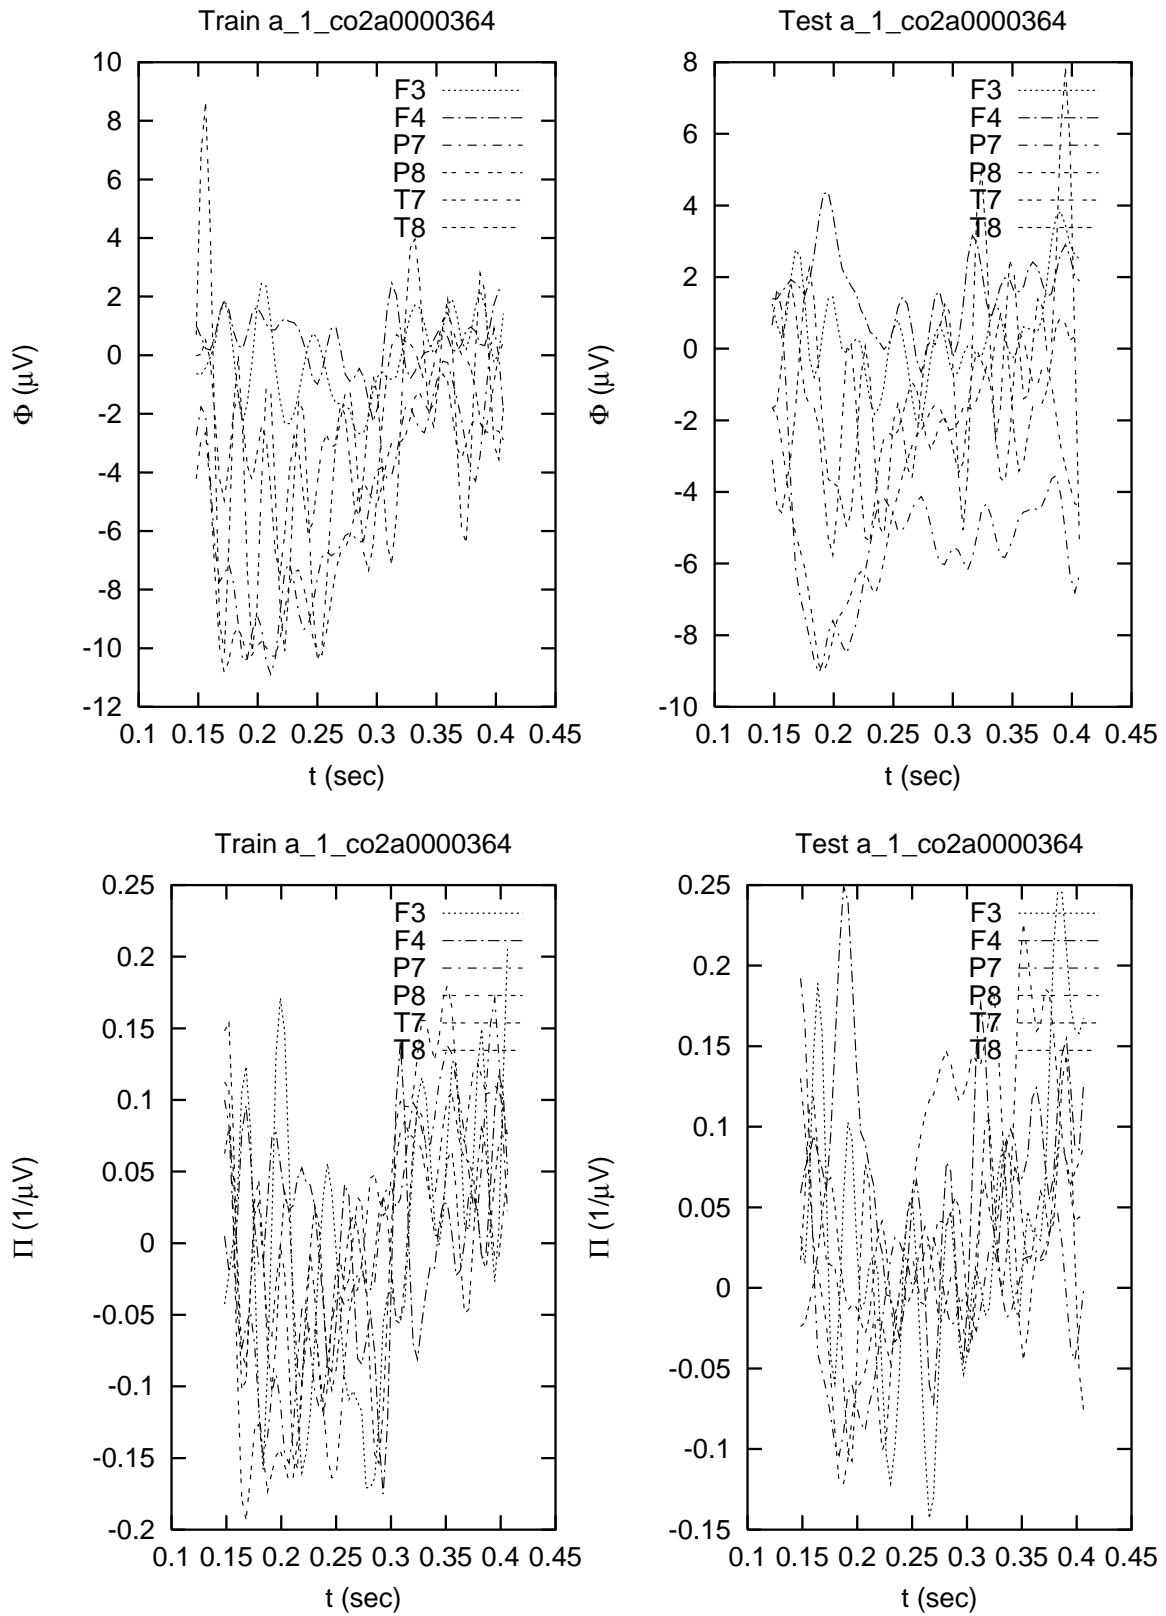 Train a_1_co2a0000364
10
8
6
4
2
0
-2
-4
-6
-8
-10
-12
0.1 0.15 0.2 0.25 0.3 0.35 0.4 0.45
t (sec)
Φ (μV)
F3
F4
P7
P8
T7
T8
Test a_1_co2a0000364
8
6
4
2
0
-2
-4
-6
-8
-10
0.1 0.15 0.2 0.25 0.3 0.35 0.4 0.45
t (sec)
Φ (μV)
F3
F4
P7
P8
T7
T8
Train a_1_co2a0000364
0.25
0.2
0.15
0.1
0.05
0
-0.05
-0.1
-0.15
-0.2
0.1 0.15 0.2 0.25 0.3 0.35 0.4 0.45
t (sec)
Π (1/μV)
F3
F4
P7
P8
T7
T8
Test a_1_co2a0000364
0.25
0.2
0.15
0.1
0.05
0
-0.05
-0.1
-0.15
0.1 0.15 0.2 0.25 0.3 0.35 0.4 0.45
t (sec)
Π (1/μV)
F3
F4
P7
P8
T7
T8